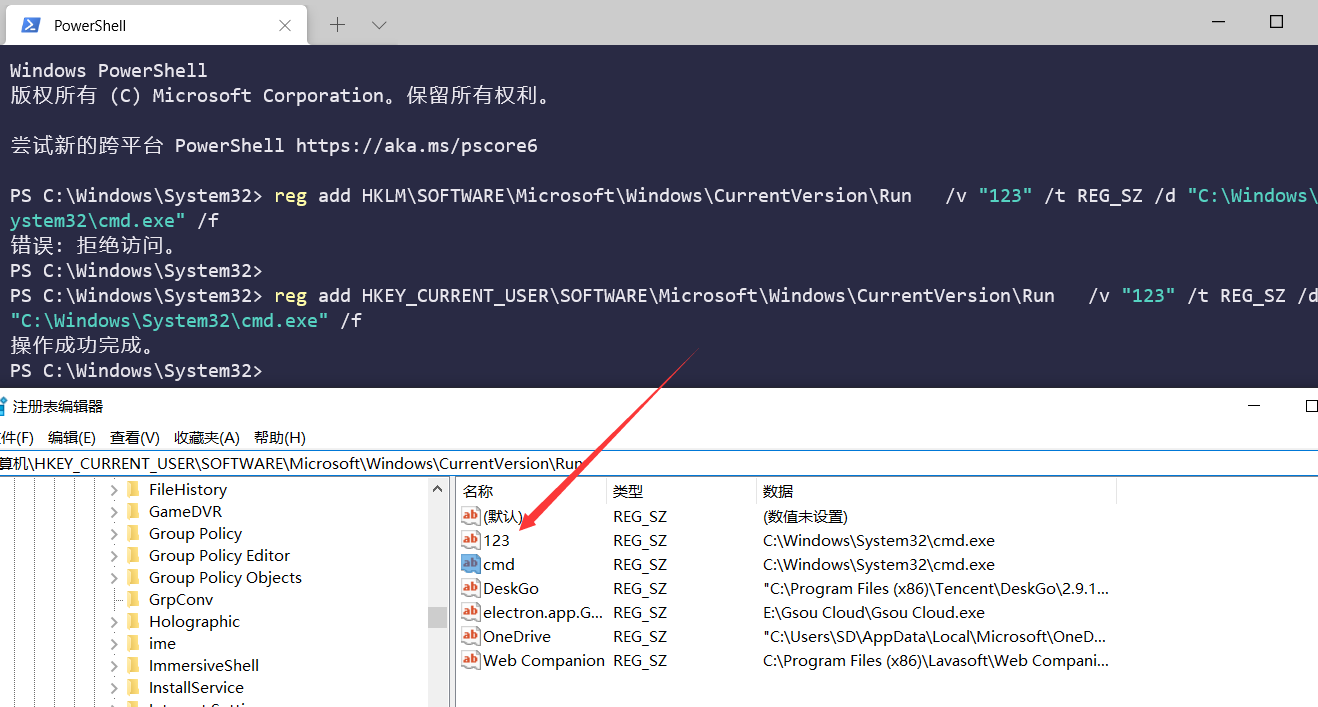 PowerShell
Windows PowerShell
版权所有 (C) Microsoft Corporation。保留所有权利。
尝试新的跨平台 PowerShell https://aka.ms/pscore6
PS C:\Windows\System32> reg add HKLM\SOFTWARE\Microsoft\Windows\CurrentVersion\Run   /v "123" /t REG_SZ /d "C:\Windows\
ystem32\cmd.exe" /f
错误: 拒绝访问。
PS C:\Windows\System32>
PS C:\Windows\System32> reg add HKEY_CURRENT_USER\SOFTWARE\Microsoft\Windows\CurrentVersion\Run   /v "123" /t REG_SZ /d
"C:\Windows\System32\cmd.exe" /f
操作成功完成。
PS C:\Windows\System32>
注册表编辑器
件(F) 编辑(E) 查看(V) 收藏夹(A) 帮助(H)
算机\HKEY_CURRENT_USER\SOFTWARE\Microsoft\Windows\CurrentVersion\Run
FileHistory
GameDVR
Group Policy
Group Policy Editor
Group Policy Objects
GrpConv
Holographic
ime
ImmersiveShell
InstallService
名称 类型 数据
(默认) REG_SZ (数值未设置)
123 REG_SZ C:\Windows\System32\cmd.exe
cmd REG_SZ C:\Windows\System32\cmd.exe
DeskGo REG_SZ "C:\Program Files (x86)\Tencent\DeskGo\2.9.1...
electron.app.G... REG_SZ E:\Gsou Cloud\Gsou Cloud.exe
OneDrive REG_SZ "C:\Users\SD\AppData\Local\Microsoft\OneD...
Web Companion REG_SZ C:\Program Files (x86)\Lavasoft\Web Compani...